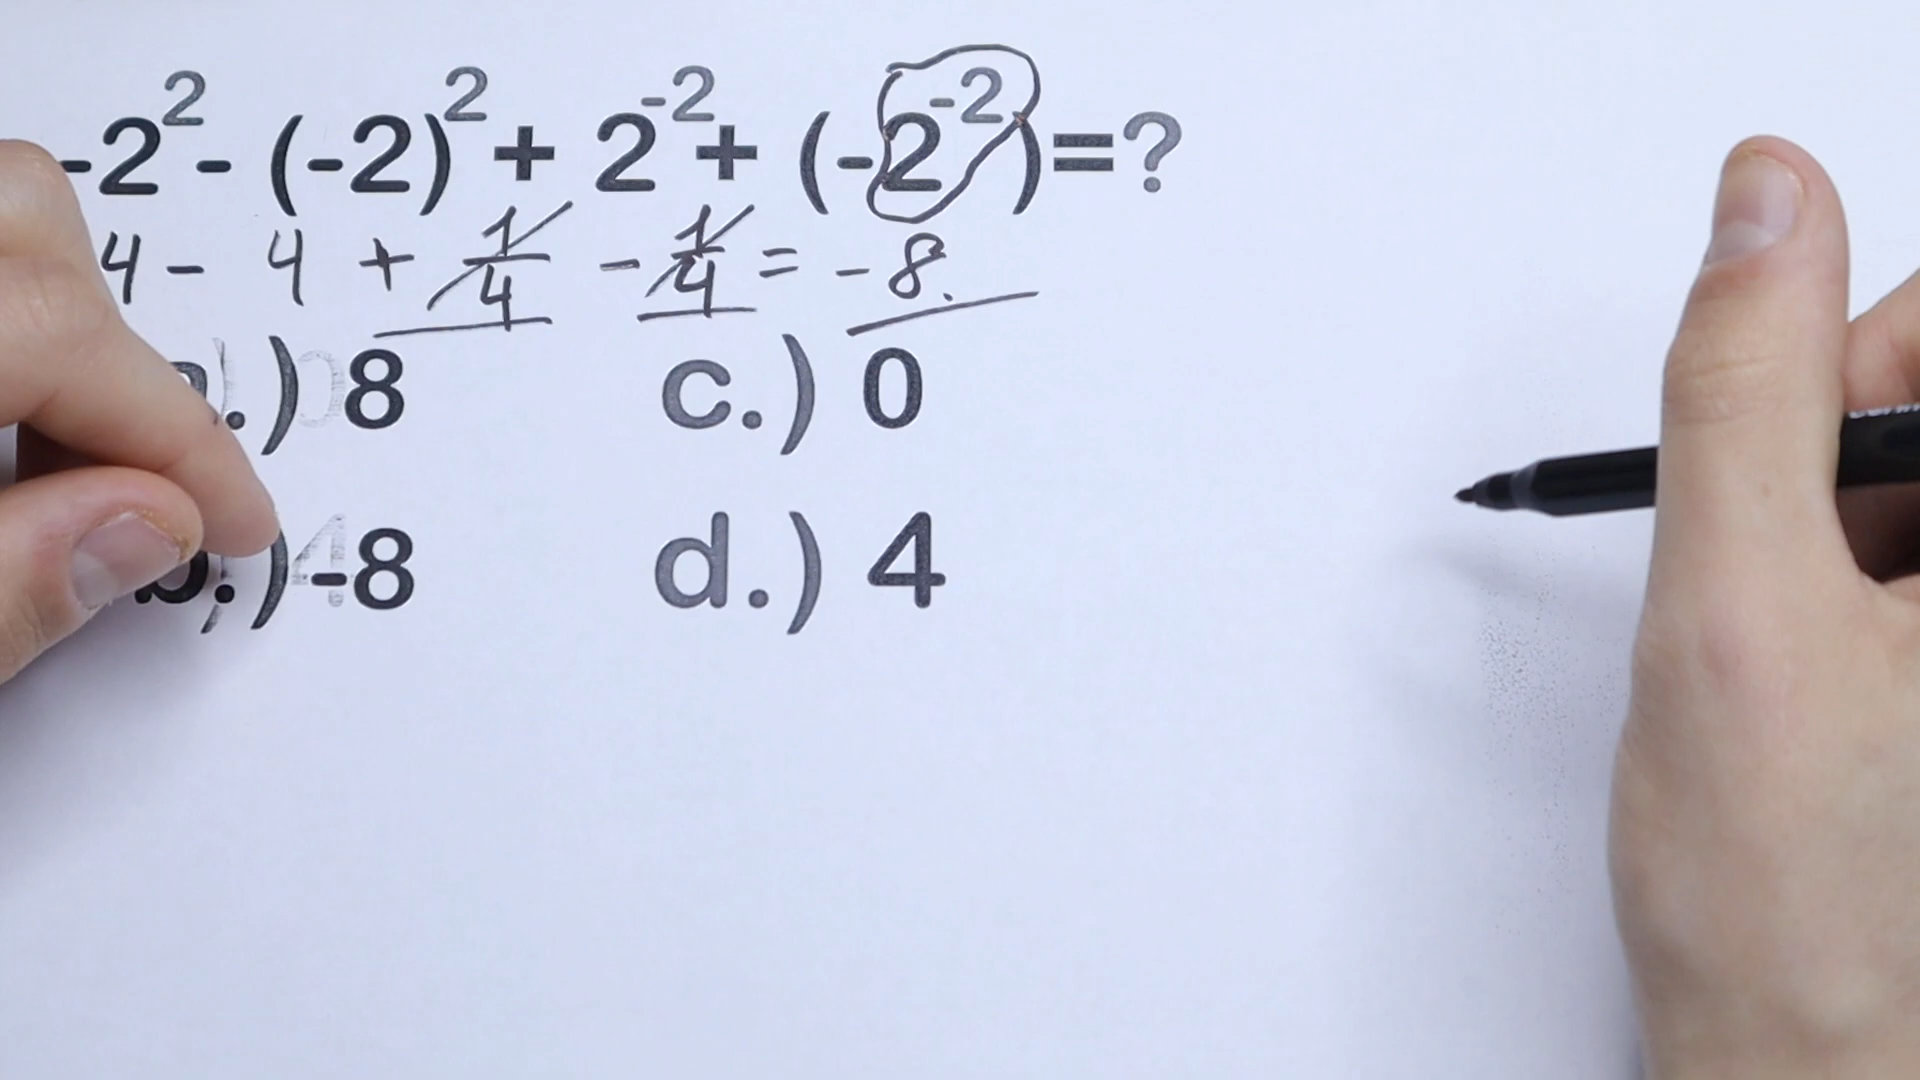 -2² - (-2)² + 2⁻² + (-2⁻²) = ?
4 - 4 + 1/4 - 1/4 = -8.
.) 8 c.) 0
b.) -8 d.) 4